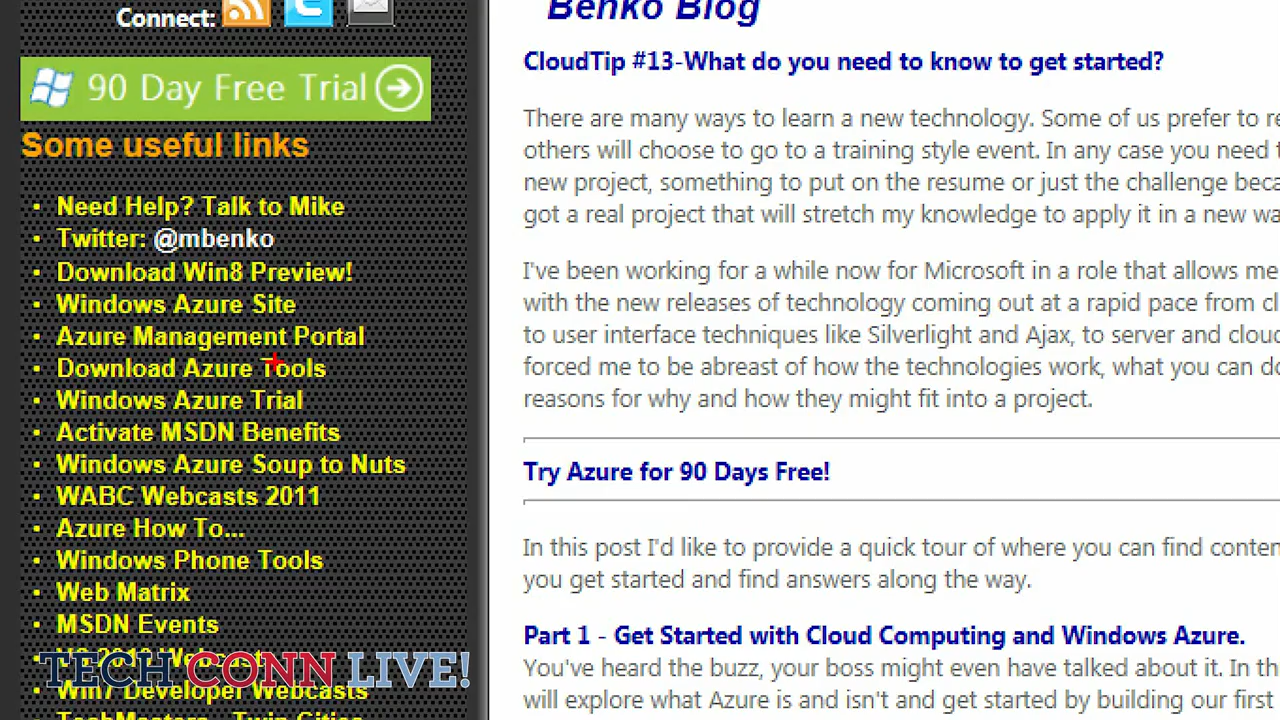 Connect:
90 Day Free Trial
Some useful links
Need Help? Talk to Mike
Twitter: @mbenko
Download Win8 Preview!
Windows Azure Site
Azure Management Portal
Download Azure Tools
Windows Azure Trial
Activate MSDN Benefits
Windows Azure Soup to Nuts
WABC Webcasts 2011
Azure How To...
Windows Phone Tools
Web Matrix
MSDN Events
TECH CONN LIVE!
Win7 Developer Webcasts
TechMasters - Twin Cities
Benko Blog
CloudTip #13-What do you need to know to get started?
There are many ways to learn a new technology. Some of us prefer to
others will choose to go to a training style event. In any case you need
new project, something to put on the resume or just the challenge
got a real project that will stretch my knowledge to apply it in a new
I've been working for a while now for Microsoft in a role that allows me
with the new releases of technology coming out at a rapid pace from
to user interface techniques like Silverlight and Ajax, to server and
forced me to be abreast of how the technologies work, what you can
reasons for why and how they might fit into a project.
Try Azure for 90 Days Free!
In this post I'd like to provide a quick tour of where you can find
you get started and find answers along the way.
Part 1 - Get Started with Cloud Computing and Windows Azure.
You've heard the buzz, your boss might even have talked about it. In
will explore what Azure is and isn't and get started by building our first